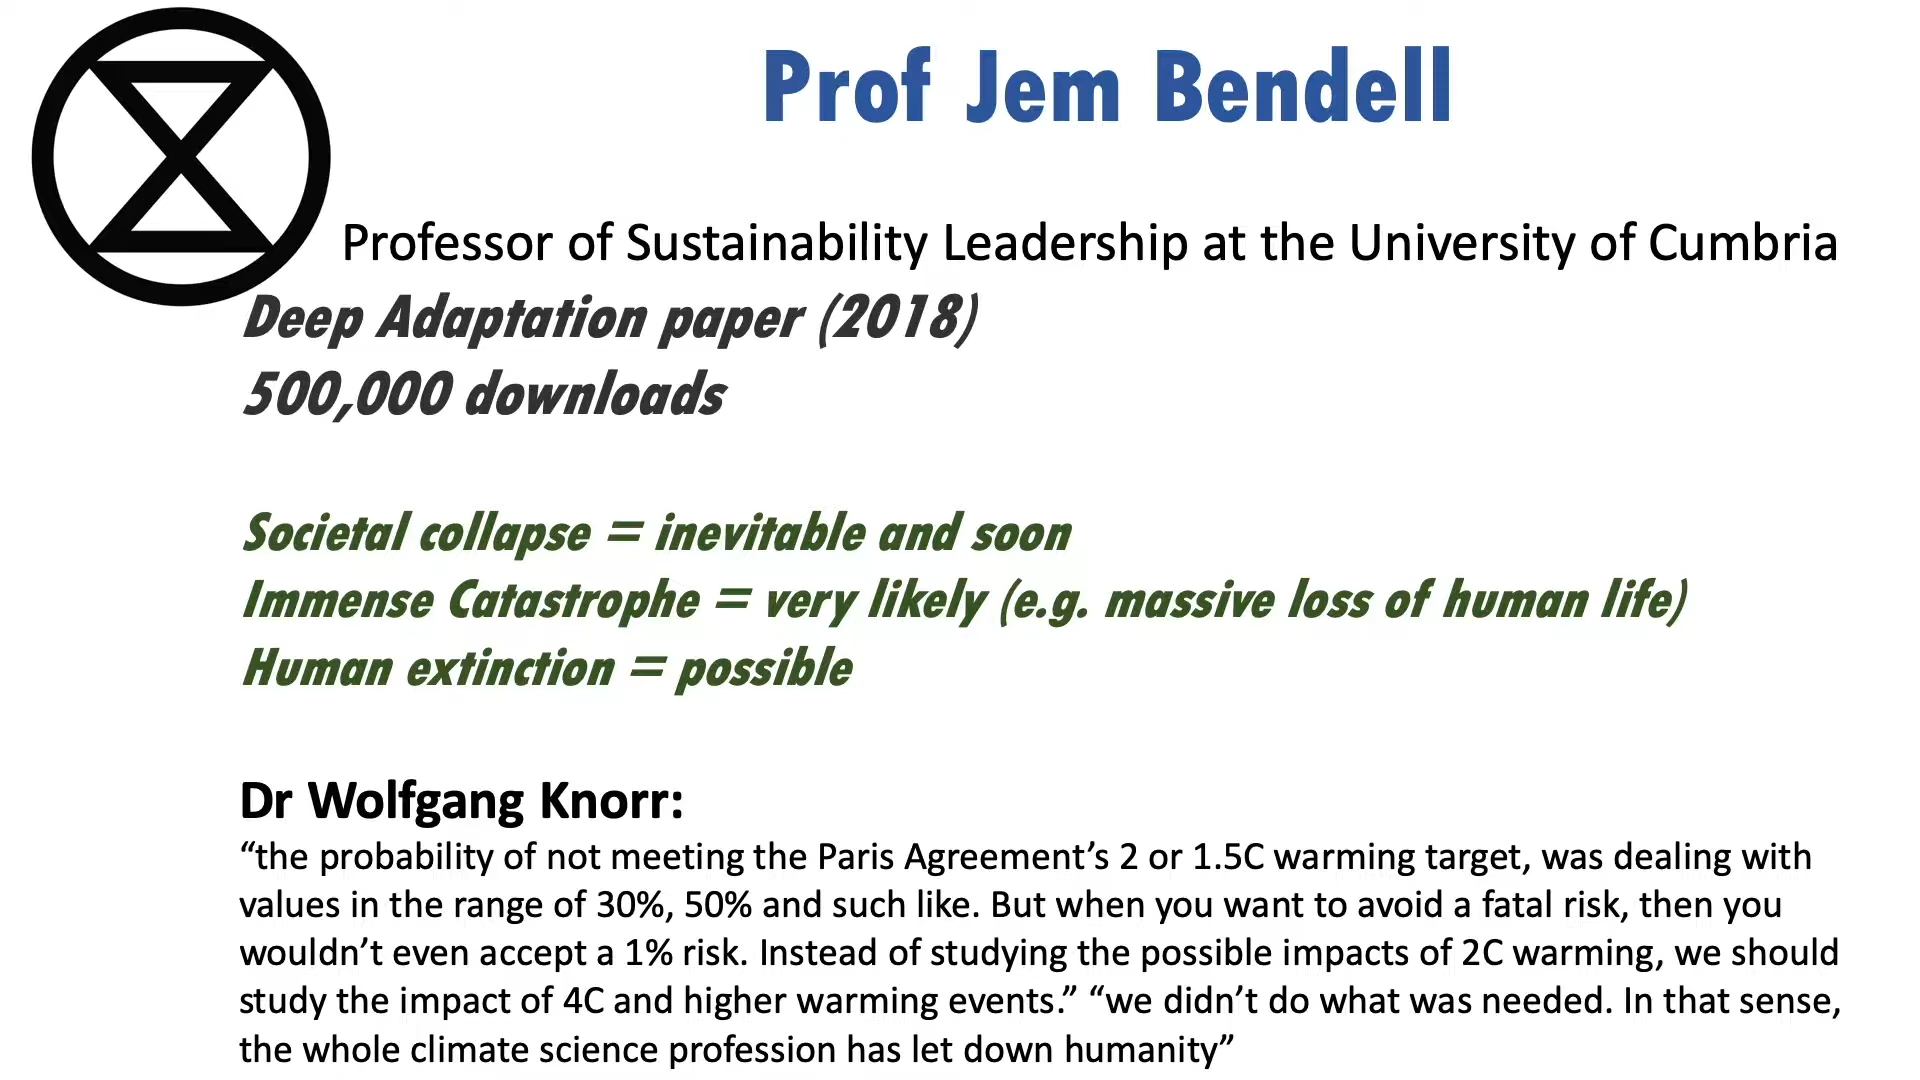 Prof Jem Bendell
Professor of Sustainability Leadership at the University of Cumbria
Deep Adaptation paper (2018)
500,000 downloads
Societal collapse = inevitable and soon
Immense Catastrophe = very likely (e.g. massive loss of human life)
Human extinction = possible
Dr Wolfgang Knorr:
“the probability of not meeting the Paris Agreement’s 2 or 1.5C warming target, was dealing with
values in the range of 30%, 50% and such like. But when you want to avoid a fatal risk, then you
wouldn’t even accept a 1% risk. Instead of studying the possible impacts of 2C warming, we should
study the impact of 4C and higher warming events.” “we didn’t do what was needed. In that sense,
the whole climate science profession has let down humanity”